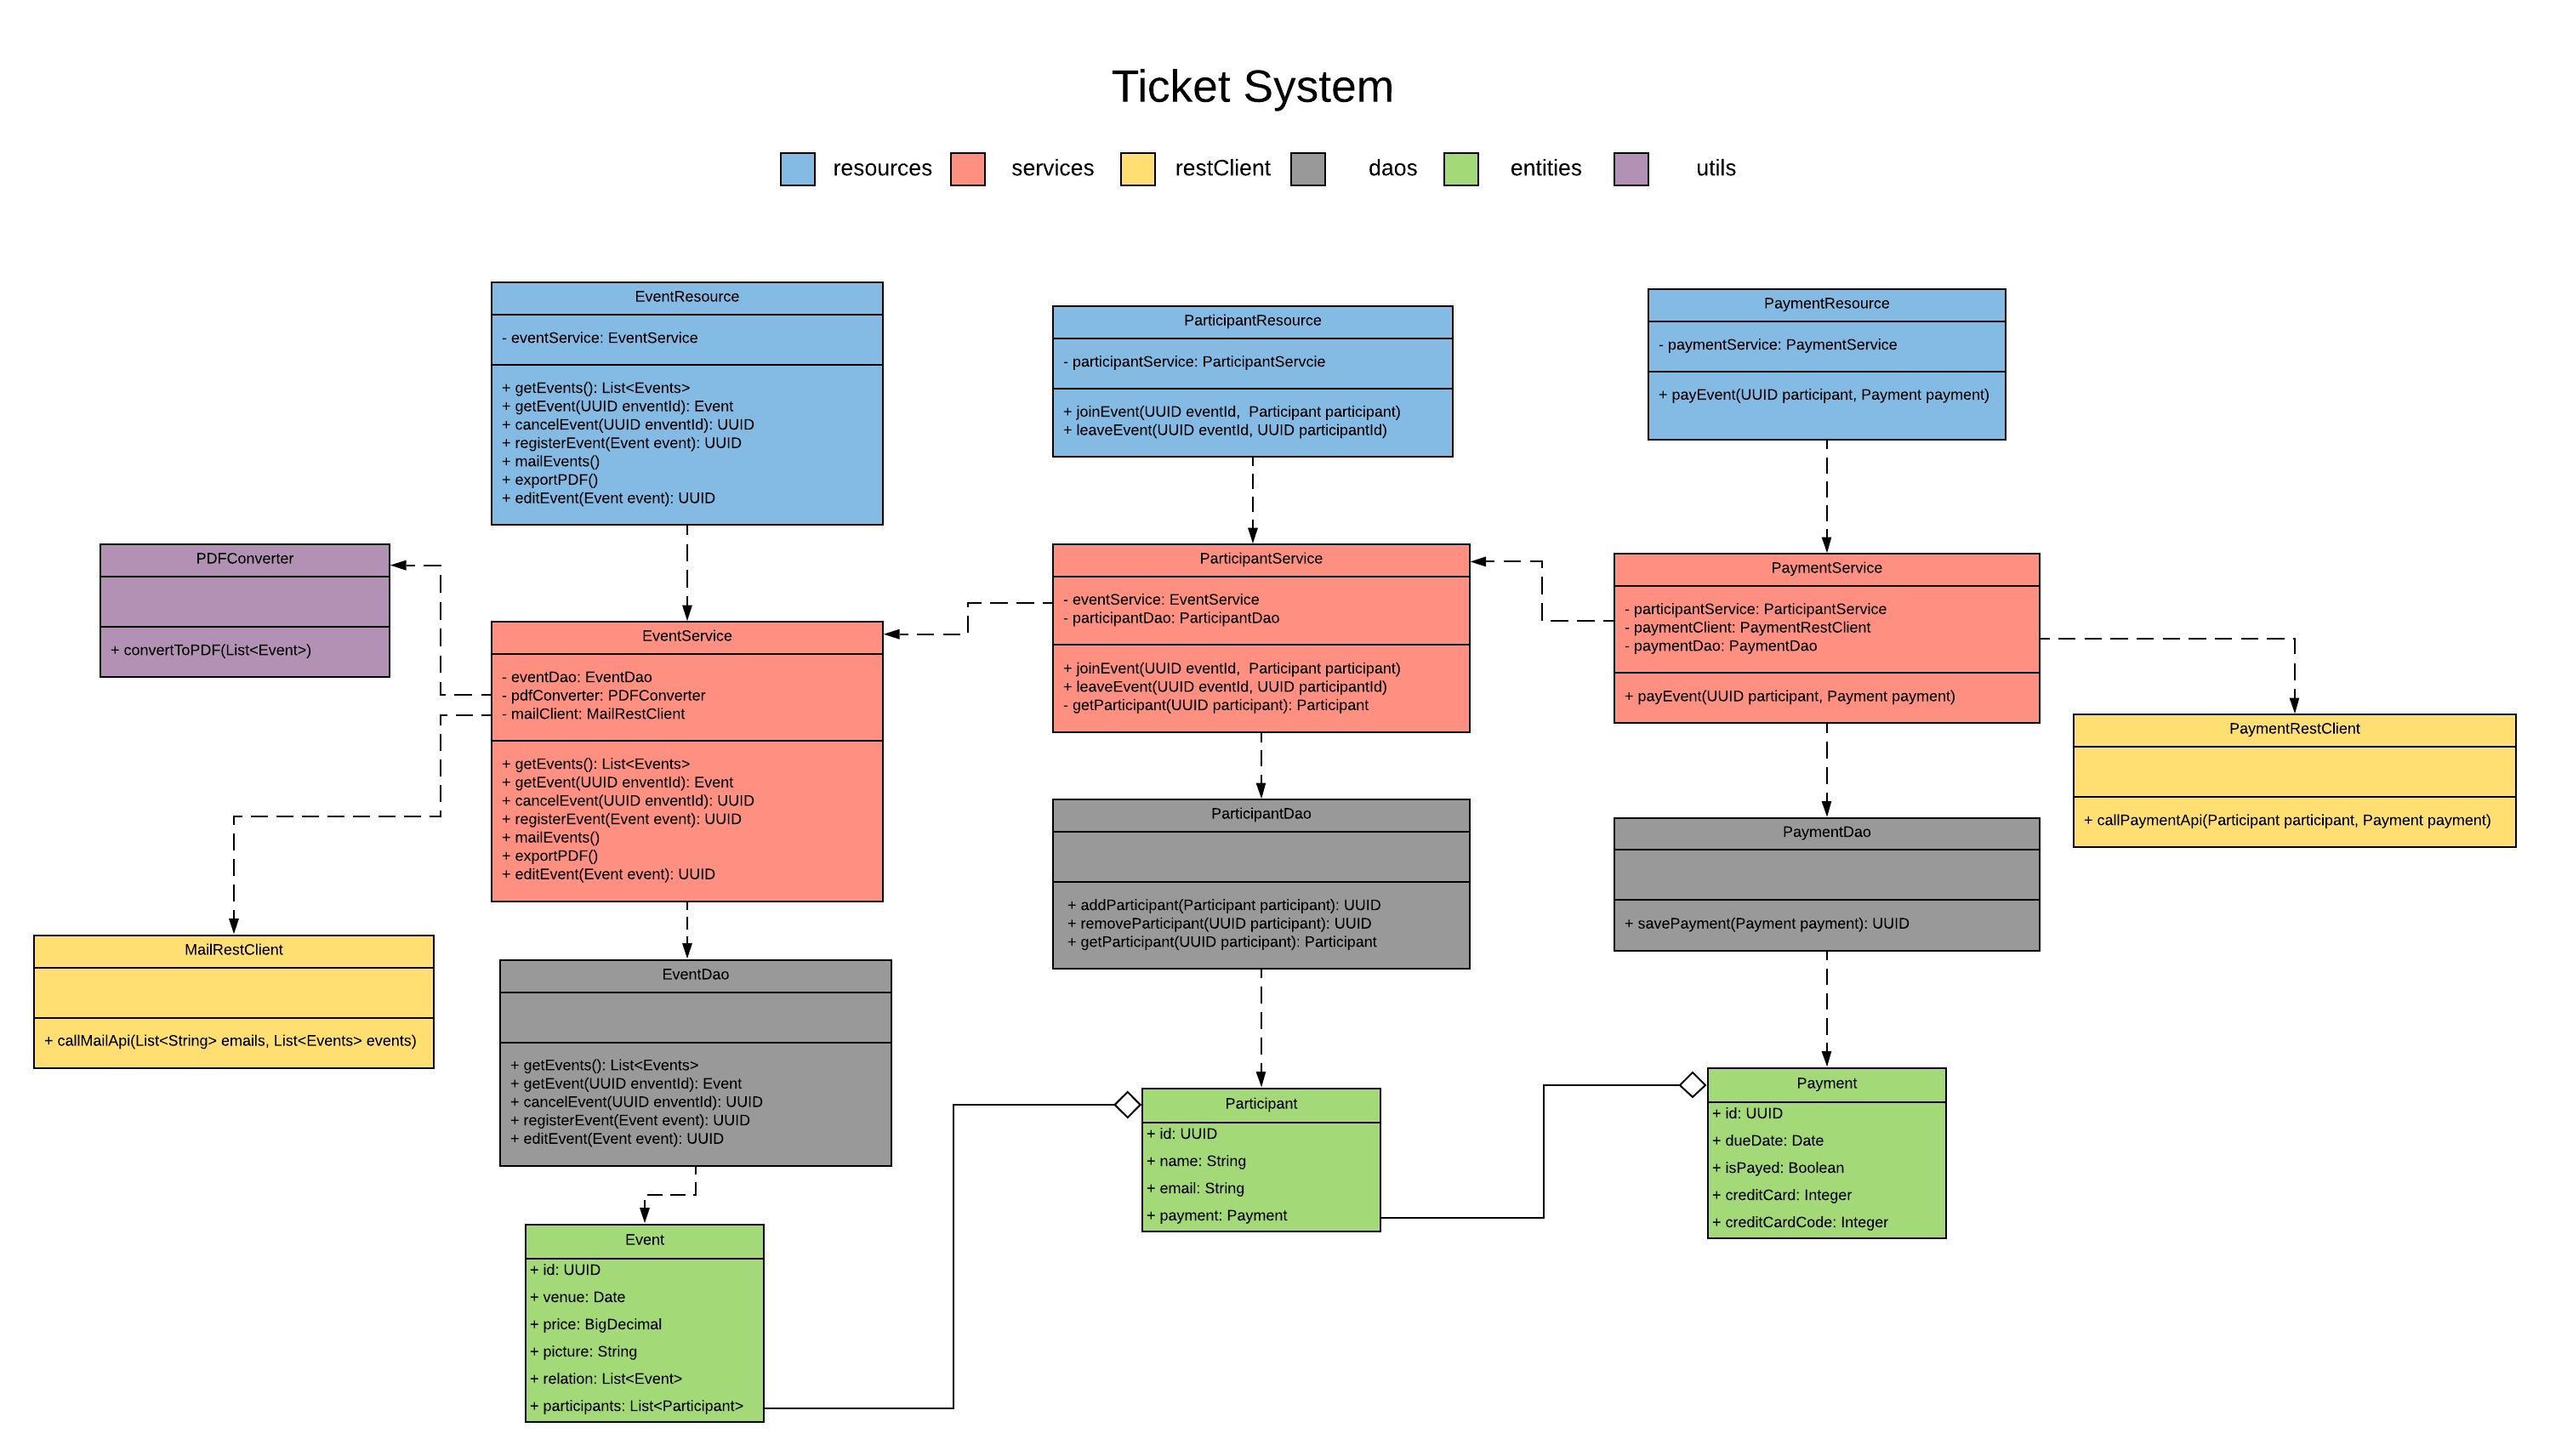 Ticket System
resources
services
restClient
daos
entities
utils
EventResource
- eventService: EventService
+ getEvents(): List<Events>
+ getEvent(UUID enventId): Event
+ cancelEvent(UUID enventId): UUID
+ registerEvent(Event event): UUID
+ mailEvents()
+ exportPDF()
+ editEvent(Event event): UUID
ParticipantResource
- participantService: ParticipantServcie
+ joinEvent(UUID eventId,  Participant participant)
+ leaveEvent(UUID eventId, UUID participantId)
PaymentResource
- paymentService: PaymentService
+ payEvent(UUID participant, Payment payment)
PDFConverter
+ convertToPDF(List<Event>)
EventService
- eventDao: EventDao
- pdfConverter: PDFConverter
- mailClient: MailRestClient
+ getEvents(): List<Events>
+ getEvent(UUID enventId): Event
+ cancelEvent(UUID enventId): UUID
+ registerEvent(Event event): UUID
+ mailEvents()
+ exportPDF()
+ editEvent(Event event): UUID
ParticipantService
- eventService: EventService
- participantDao: ParticipantDao
+ joinEvent(UUID eventId,  Participant participant)
+ leaveEvent(UUID eventId, UUID participantId)
- getParticipant(UUID participant): Participant
PaymentService
- participantService: ParticipantService
- paymentClient: PaymentRestClient
- paymentDao: PaymentDao
+ payEvent(UUID participant, Payment payment)
PaymentRestClient
+ callPaymentApi(Participant participant, Payment payment)
MailRestClient
+ callMailApi(List<String> emails, List<Events> events)
EventDao
+ getEvents(): List<Events>
+ getEvent(UUID enventId): Event
+ cancelEvent(UUID enventId): UUID
+ registerEvent(Event event): UUID
+ editEvent(Event event): UUID
ParticipantDao
+ addParticipant(Participant participant): UUID
+ removeParticipant(UUID participant): UUID
+ getParticipant(UUID participant): Participant
PaymentDao
+ savePayment(Payment payment): UUID
Event
+ id: UUID
+ venue: Date
+ price: BigDecimal
+ picture: String
+ relation: List<Event>
+ participants: List<Participant>
Participant
+ id: UUID
+ name: String
+ email: String
+ payment: Payment
Payment
+ id: UUID
+ dueDate: Date
+ isPayed: Boolean
+ creditCard: Integer
+ creditCardCode: Integer